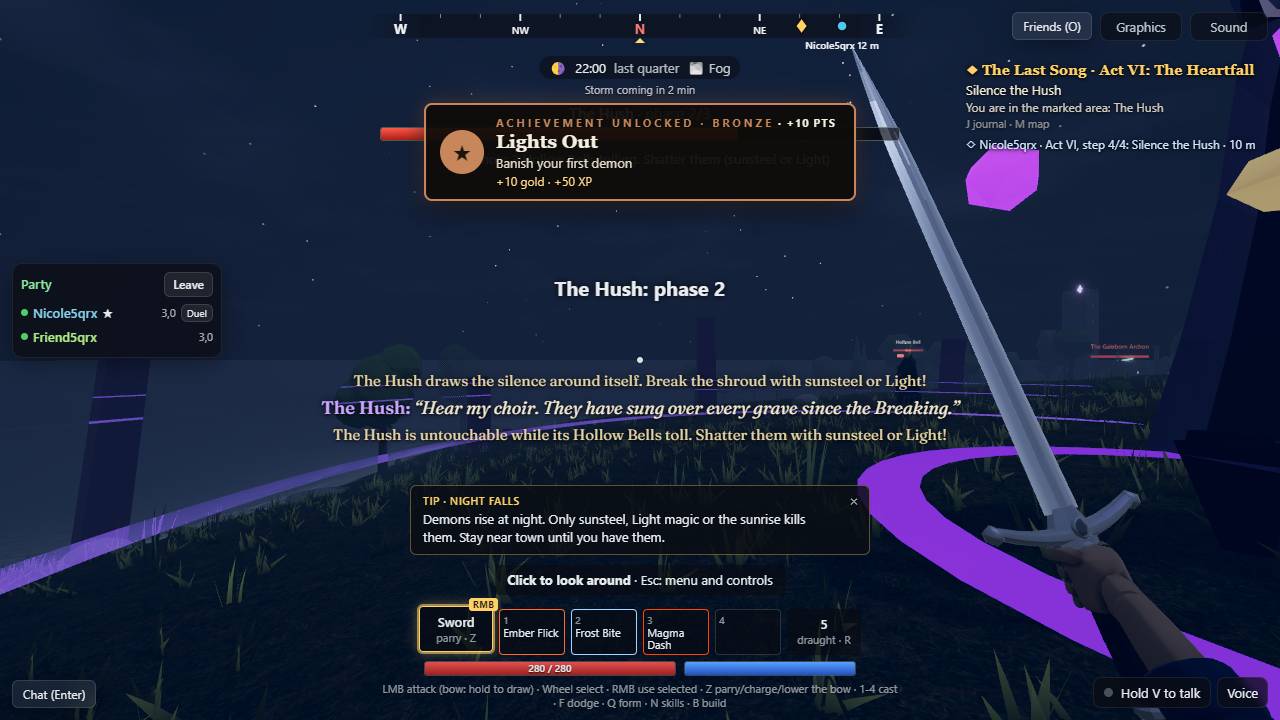 W
NW
N
NE
E
Nicole5qrx 12 m
Friends (O)
Graphics
Sound
22:00 last quarter Fog
Storm coming in 2 min
◆ The Last Song · Act VI: The Heartfall
Silence the Hush
You are in the marked area: The Hush
J journal · M map
◇ Nicole5qrx · Act VI, step 4/4: Silence the Hush · 10 m
ACHIEVEMENT UNLOCKED · BRONZE · +10 PTS
Lights Out
Banish your first demon
+10 gold · +50 XP
Shatter them (sunsteel or Light)
Party
Leave
Nicole5qrx ★ 3,0 Duel
Friend5qrx 3,0
The Hush: phase 2
Hollow Bell
The Gateborn Archon
The Hush draws the silence around itself. Break the shroud with sunsteel or Light!
The Hush: “Hear my choir. They have sung over every grave since the Breaking.”
The Hush is untouchable while its Hollow Bells toll. Shatter them with sunsteel or Light!
TIP · NIGHT FALLS ×
Demons rise at night. Only sunsteel, Light magic or the sunrise kills
them. Stay near town until you have them.
Click to look around · Esc: menu and controls
RMB
Sword
parry · Z
1
Ember Flick
2
Frost Bite
3
Magma
Dash
4
5
draught · R
280 / 280
LMB attack (bow: hold to draw) · Wheel select · RMB use selected · Z parry/charge/lower the bow · 1-4 cast
· F dodge · Q form · N skills · B build
Chat (Enter)
Hold V to talk
Voice